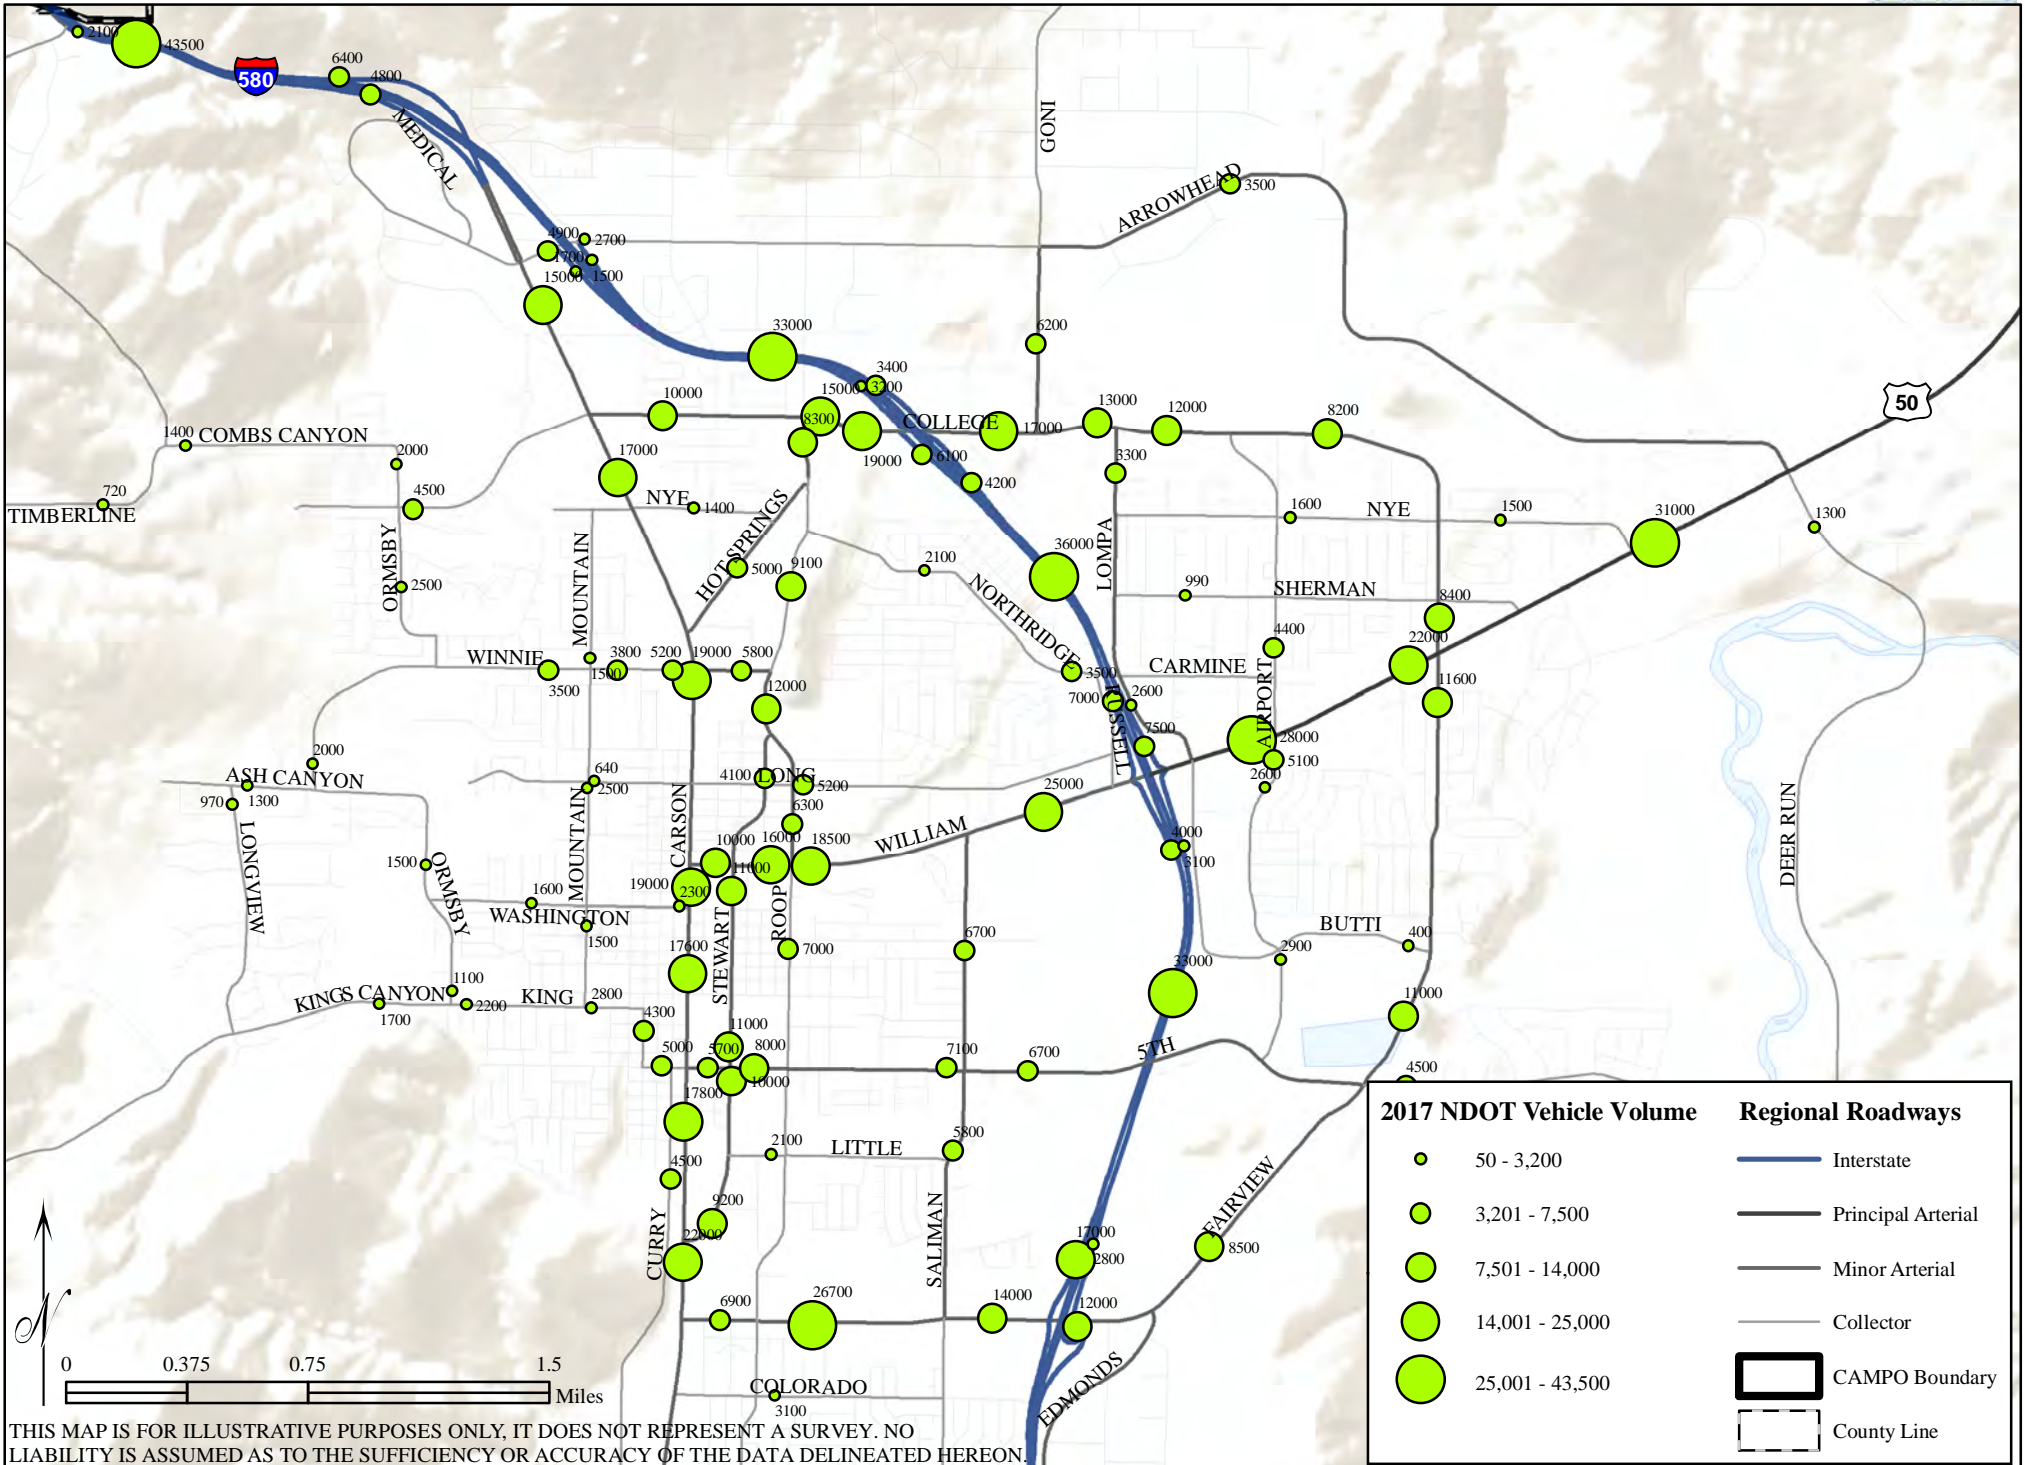 2100
43500
580
6400
4800
MEDICAL
GONI
ARROWHEAD
3500
4900
2700
1700
15000
1500
33000
6200
3400
3200
15000
10000
8300
COLLEGE
19000
17000
13000
12000
8200
50
1400
COMBS CANYON
2000
720
TIMBERLINE
4500
ORMSBY
2500
17000
NYE
1400
HOT SPRINGS
6100
4200
3300
LOMPA
1600
NYE
1500
31000
1300
MOUNTAIN
5000
9100
2100
36000
NORTHRIDGE
990
SHERMAN
8400
4400
22000
WINNIE
3500
1500
3800
5200
19000
5800
12000
3500
CARMINE
7000
2600
RUSSELL
7500
AIRPORT
28000
5100
2600
11600
2000
ASH CANYON
1300
970
LONGVIEW
640
2500
MOUNTAIN
CARSON
4100
LONG
5200
6300
25000
WILLIAM
10000
16000
18500
11000
4000
3100
DEER RUN
1500
ORMSBY
1600
WASHINGTON
1500
19000
2300
STEWART
ROOP
7000
6700
17600
BUTTI
400
2900
33000
11000
KINGS CANYON
1700
1100
2200
KING
2800
4300
5000
5700
11000
8000
10000
7100
6700
5TH
4500
17800
2100
LITTLE
5800
4500
9200
CURRY
22000
SALIMAN
17000
2800
FAIRVIEW
8500
6900
26700
14000
12000
EDMONDS
COLORADO
3100
0 0.375 0.75 1.5
Miles
N
THIS MAP IS FOR ILLUSTRATIVE PURPOSES ONLY, IT DOES NOT REPRESENT A SURVEY. NO
LIABILITY IS ASSUMED AS TO THE SUFFICIENCY OR ACCURACY OF THE DATA DELINEATED HEREON.
2017 NDOT Vehicle Volume
50 - 3,200
3,201 - 7,500
7,501 - 14,000
14,001 - 25,000
25,001 - 43,500
Regional Roadways
Interstate
Principal Arterial
Minor Arterial
Collector
CAMPO Boundary
County Line